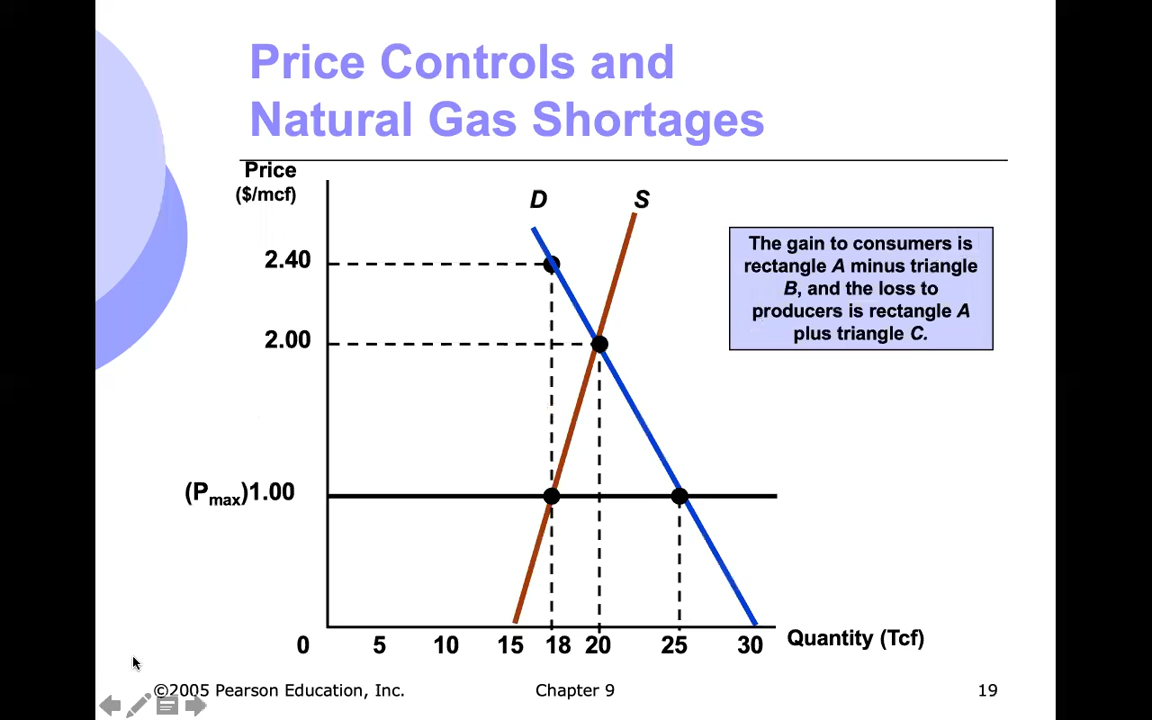 Price Controls and
Natural Gas Shortages
Price
($/mcf)
D
S
The gain to consumers is
rectangle A minus triangle
B, and the loss to
producers is rectangle A
plus triangle C.
2.40
2.00
(Pmax)1.00
0 5 10 15 18 20 25 30
Quantity (Tcf)
©2005 Pearson Education, Inc. Chapter 9 19